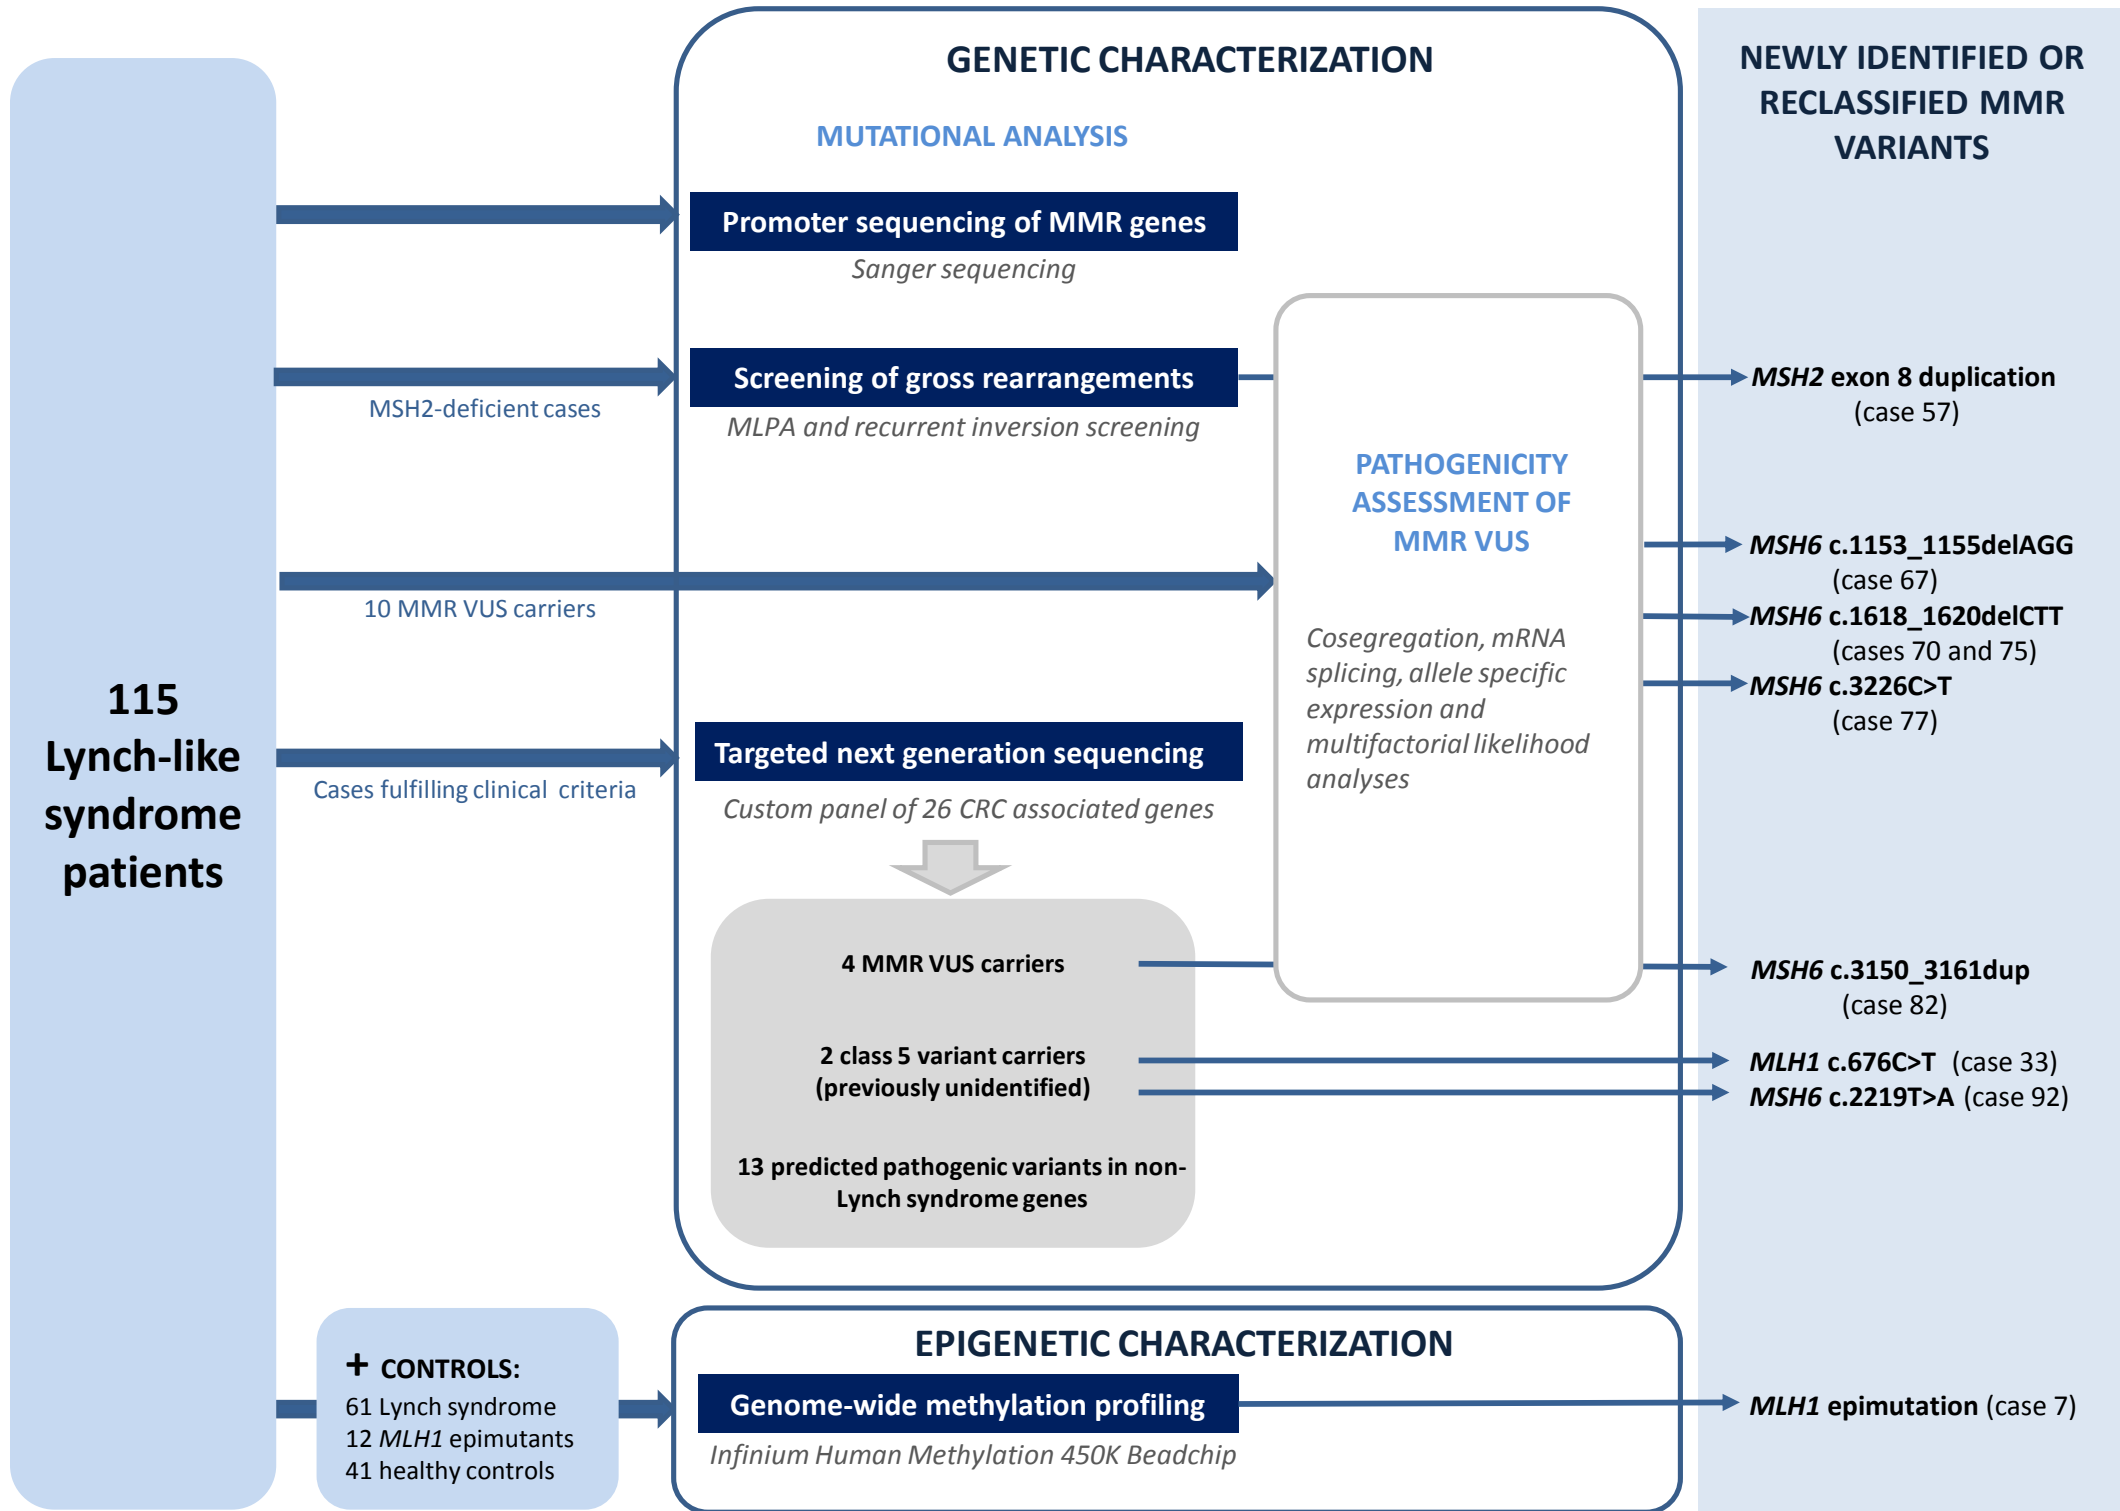 115
Lynch-like
syndrome
patients
MSH2-deficient cases
10 MMR VUS carriers
Cases fulfilling clinical criteria
+ CONTROLS:
61 Lynch syndrome
12 MLH1 epimutants
41 healthy controls
GENETIC CHARACTERIZATION
MUTATIONAL ANALYSIS
Promoter sequencing of MMR genes
Sanger sequencing
Screening of gross rearrangements
MLPA and recurrent inversion screening
Targeted next generation sequencing
Custom panel of 26 CRC associated genes
4 MMR VUS carriers
2 class 5 variant carriers
(previously unidentified)
13 predicted pathogenic variants in non-
Lynch syndrome genes
PATHOGENICITY
ASSESSMENT OF
MMR VUS
Cosegregation, mRNA
splicing, allele specific
expression and
multifactorial likelihood
analyses
EPIGENETIC CHARACTERIZATION
Genome-wide methylation profiling
Infinium Human Methylation 450K Beadchip
NEWLY IDENTIFIED OR
RECLASSIFIED MMR
VARIANTS
MSH2 exon 8 duplication
(case 57)
MSH6 c.1153_1155delAGG
(case 67)
MSH6 c.1618_1620delCTT
(cases 70 and 75)
MSH6 c.3226C>T
(case 77)
MSH6 c.3150_3161dup
(case 82)
MLH1 c.676C>T (case 33)
MSH6 c.2219T>A (case 92)
MLH1 epimutation (case 7)